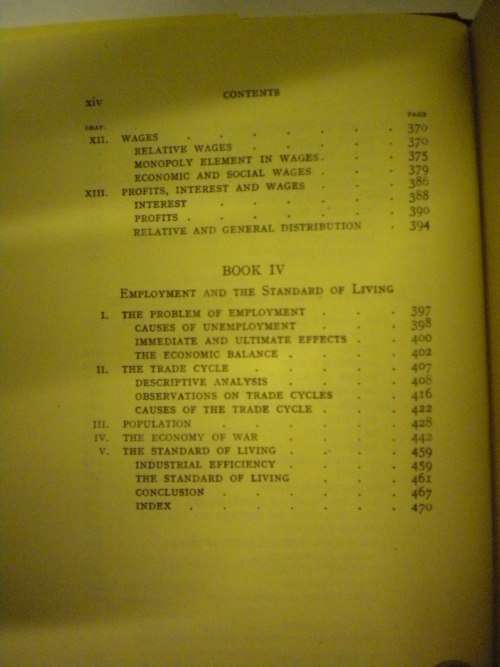 xiv CONTENTS
CHAP. PAGE
XII. WAGES . . . . . . 370
RELATIVE WAGES . . . . 370
MONOPOLY ELEMENT IN WAGES . . . 375
ECONOMIC AND SOCIAL WAGES . . . 379
XIII. PROFITS, INTEREST AND WAGES . . . 386
INTEREST . . . . . 388
PROFITS . . . . . . 390
RELATIVE AND GENERAL DISTRIBUTION . 394
BOOK IV
EMPLOYMENT AND THE STANDARD OF LIVING
I. THE PROBLEM OF EMPLOYMENT . . . 397
CAUSES OF UNEMPLOYMENT . . . 398
IMMEDIATE AND ULTIMATE EFFECTS . . 400
THE ECONOMIC BALANCE . . . . 402
II. THE TRADE CYCLE . . . . . 407
DESCRIPTIVE ANALYSIS . . . . 408
OBSERVATIONS ON TRADE CYCLES . . 416
CAUSES OF THE TRADE CYCLE . . . 422
III. POPULATION . . . . . 428
IV. THE ECONOMY OF WAR . . . . 442
V. THE STANDARD OF LIVING . . . . 459
INDUSTRIAL EFFICIENCY . . . . 459
THE STANDARD OF LIVING . . . 461
CONCLUSION . . . . . . 467
INDEX . . . . . . . 470